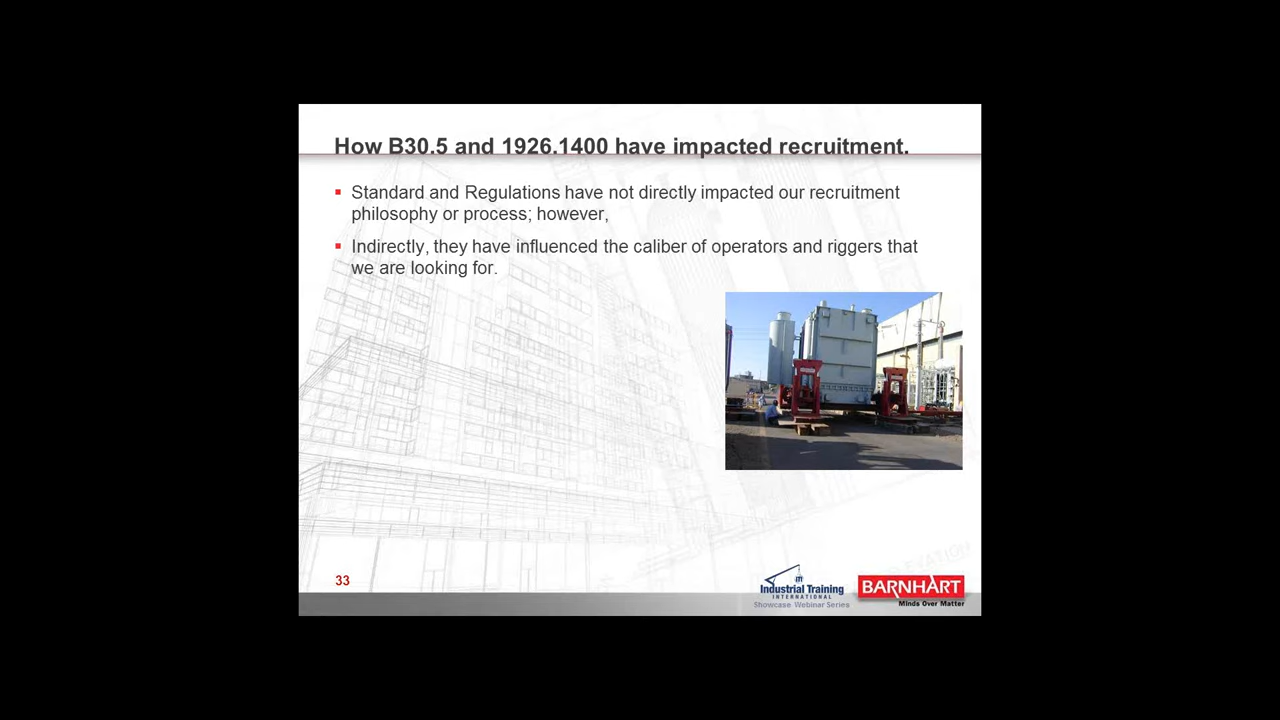 How B30.5 and 1926.1400 have impacted recruitment.
Standard and Regulations have not directly impacted our recruitment
philosophy or process; however,
Indirectly, they have influenced the caliber of operators and riggers that
we are looking for.
33
Industrial Training
INTERNATIONAL
Showcase Webinar Series
BARNHART
Minds Over Matter